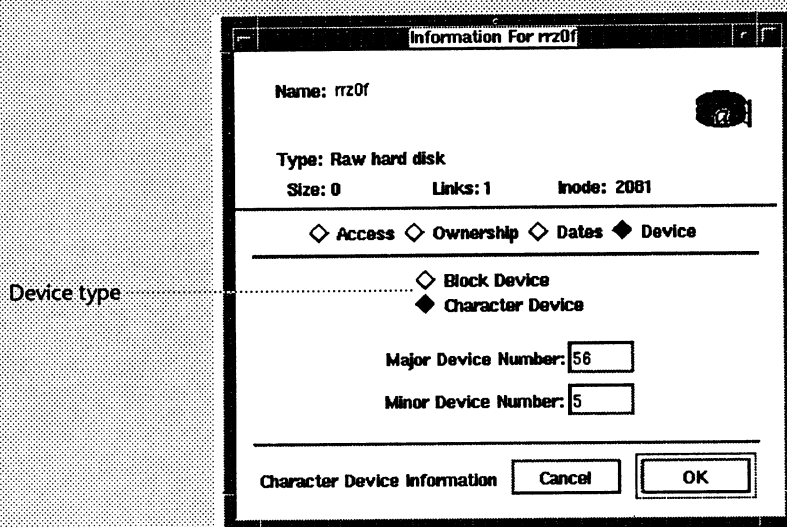 Information For rrz0f
Name: rrz0f
Type: Raw hard disk
Size: 0 Links: 1 Inode: 2081
Access Ownership Dates Device
Device type
Block Device
Character Device
Major Device Number: 56
Minor Device Number: 5
Character Device Information Cancel OK